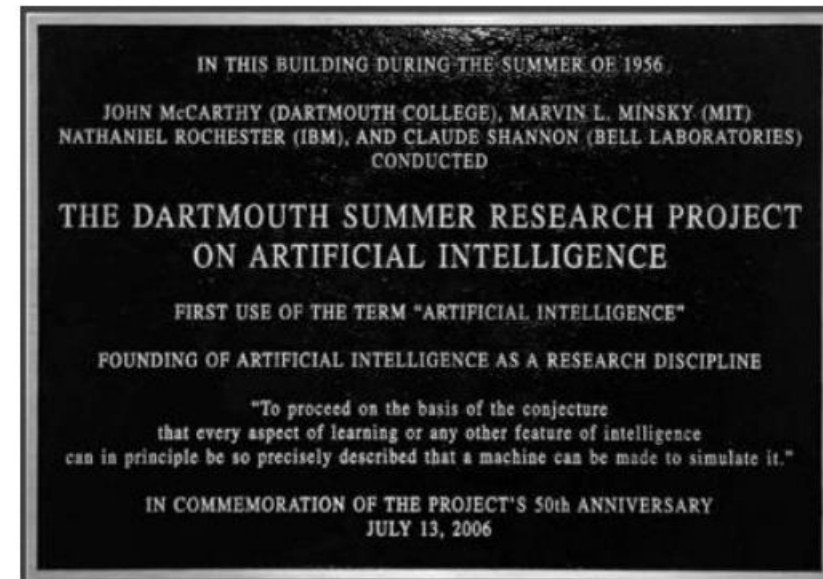 IN THIS BUILDING DURING THE SUMMER OF 1956
JOHN McCARTHY (DARTMOUTH COLLEGE), MARVIN L. MINSKY (MIT)
NATHANIEL ROCHESTER (IBM), AND CLAUDE SHANNON (BELL LABORATORIES)
CONDUCTED
THE DARTMOUTH SUMMER RESEARCH PROJECT
ON ARTIFICIAL INTELLIGENCE
FIRST USE OF THE TERM "ARTIFICIAL INTELLIGENCE"
FOUNDING OF ARTIFICIAL INTELLIGENCE AS A RESEARCH DISCIPLINE
"To proceed on the basis of the conjecture
that every aspect of learning or any other feature of intelligence
can in principle be so precisely described that a machine can be made to simulate it."
IN COMMEMORATION OF THE PROJECT'S 50th ANNIVERSARY
JULY 13, 2006